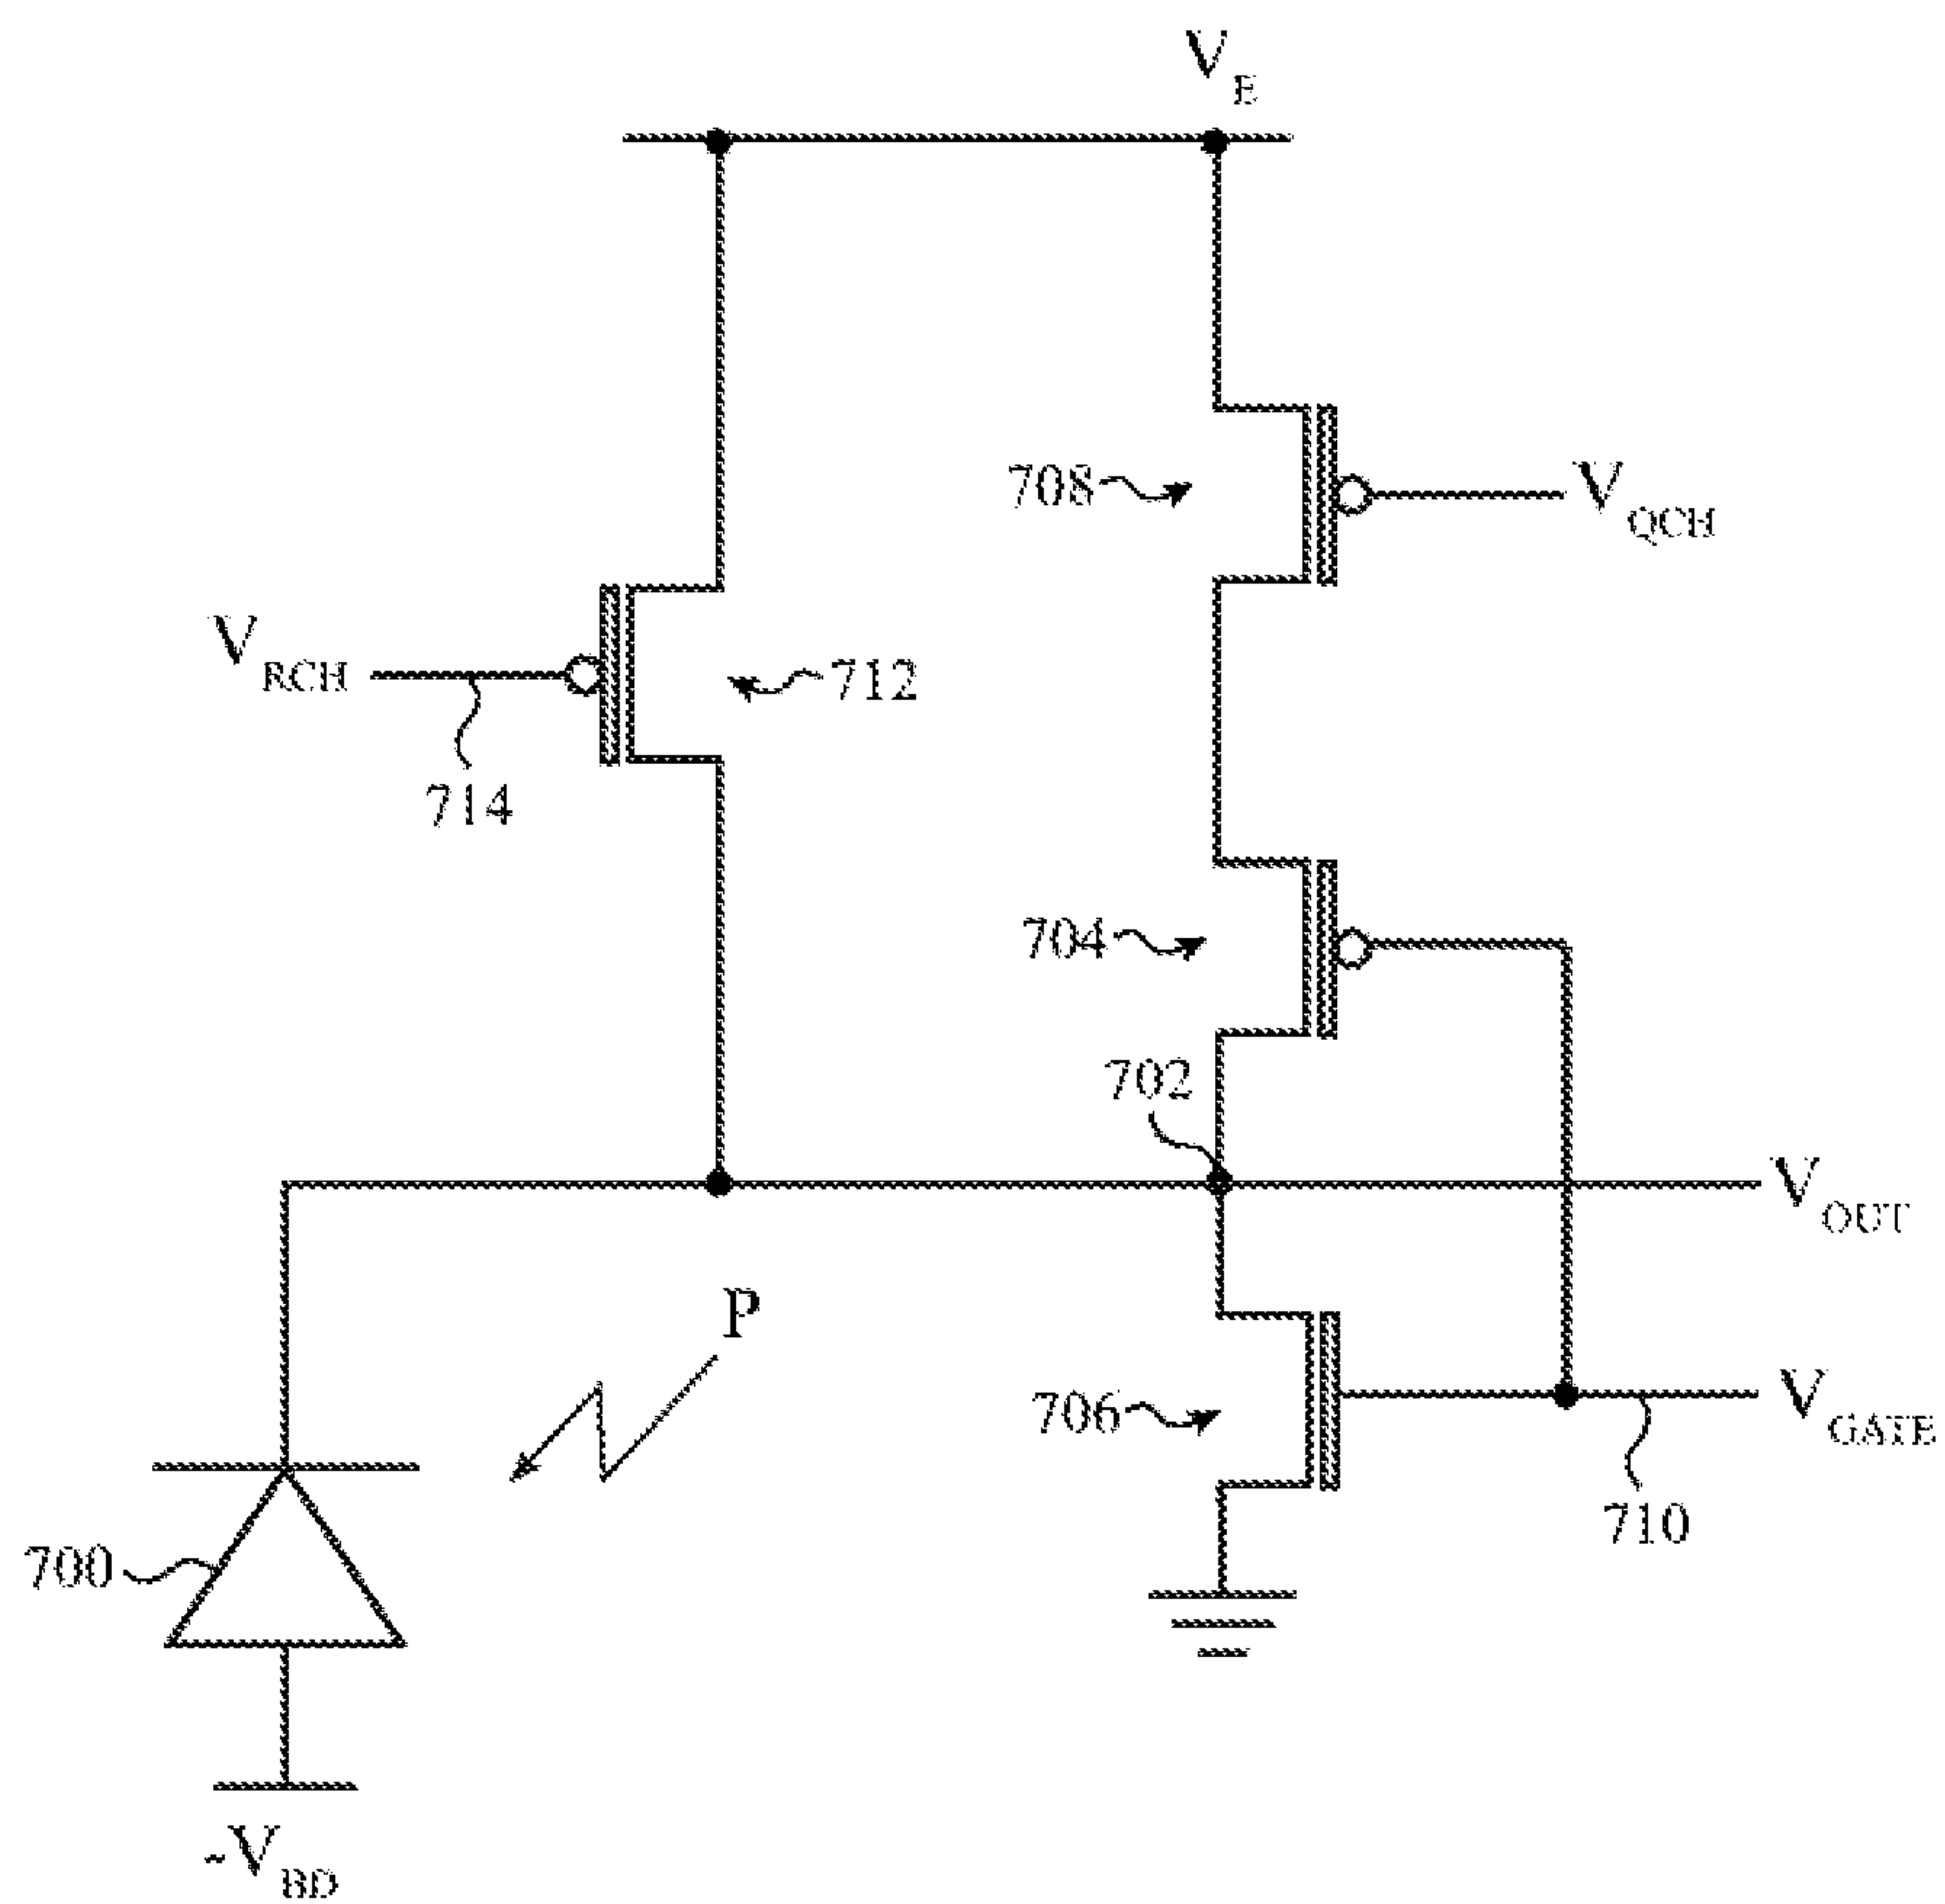 V_E
708
V_QCH
V_RCH
712
714
704
702
V_OUT
P
706
V_GATE
710
700
-V_BD